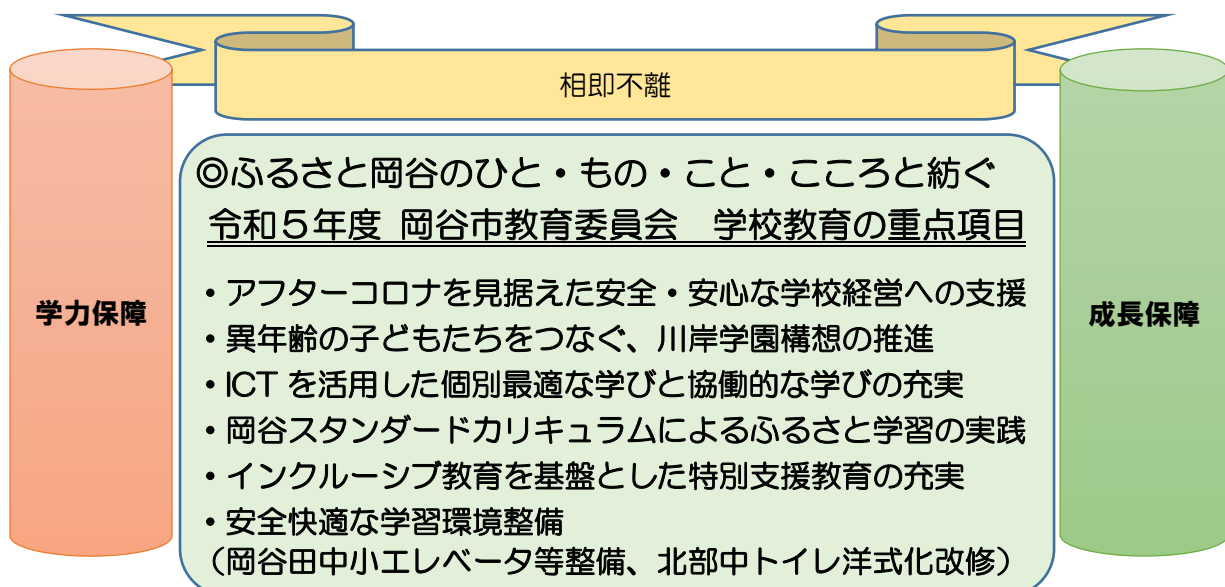 相即不離
◎ふるさと岡谷のひと・もの・こと・こころと紡ぐ
令和５年度 岡谷市教育委員会　学校教育の重点項目
・アフターコロナを見据えた安全・安心な学校経営への支援
・異年齢の子どもたちをつなぐ、川岸学園構想の推進
・ICT を活用した個別最適な学びと協働的な学びの充実
・岡谷スタンダードカリキュラムによるふるさと学習の実践
・インクルーシブ教育を基盤とした特別支援教育の充実
・安全快適な学習環境整備
（岡谷田中小エレベータ等整備、北部中トイレ洋式化改修）
学力保障
成長保障